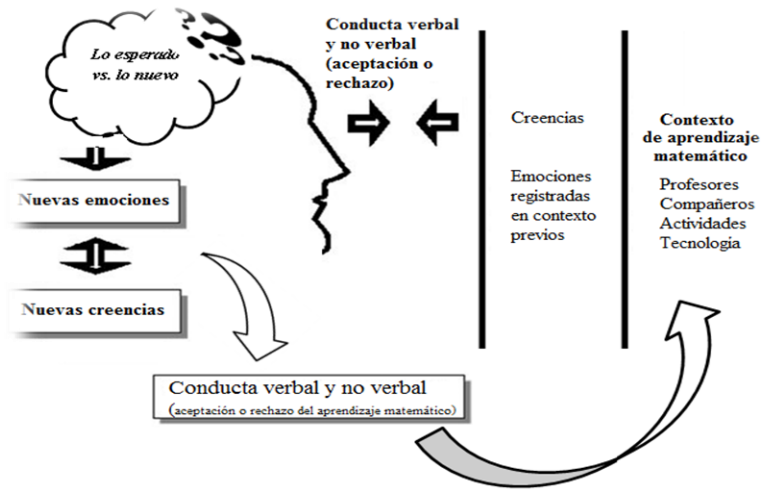 Lo esperado
vs. lo nuevo
Conducta verbal
y no verbal
(aceptación o
rechazo)
Creencias
Emociones
registradas
en contexto
previos
Contexto
de aprendizaje
matemático
Profesores
Compañeros
Actividades
Tecnologia
Nuevas emociones
Nuevas creencias
Conducta verbal y no verbal
(aceptación o rechazo del aprendizaje matemático)